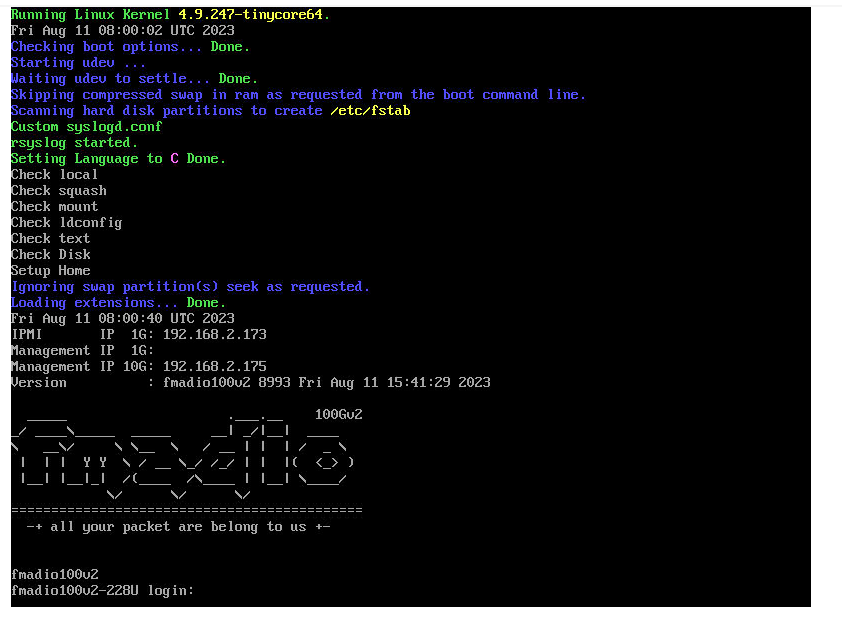 Running Linux Kernel 4.9.247-tinycore64.
Fri Aug 11 08:00:02 UTC 2023
Checking boot options... Done.
Starting udev ...
Waiting udev to settle... Done.
Skipping compressed swap in ram as requested from the boot command line.
Scanning hard disk partitions to create /etc/fstab
Custom syslogd.conf
rsyslog started.
Setting Language to C Done.
Check local
Check squash
Check mount
Check ldconfig
Check text
Check Disk
Setup Home
Ignoring swap partition(s) seek as requested.
Loading extensions... Done.
Fri Aug 11 08:00:40 UTC 2023
IPMI       IP  1G: 192.168.2.173
Management IP  1G:
Management IP 10G: 192.168.2.175
Version          : fmadio100v2 8993 Fri Aug 11 15:41:29 2023
100Gv2
fmadio
============================================
-+ all your packet are belong to us +-
fmadio100v2
fmadio100v2-228U login: